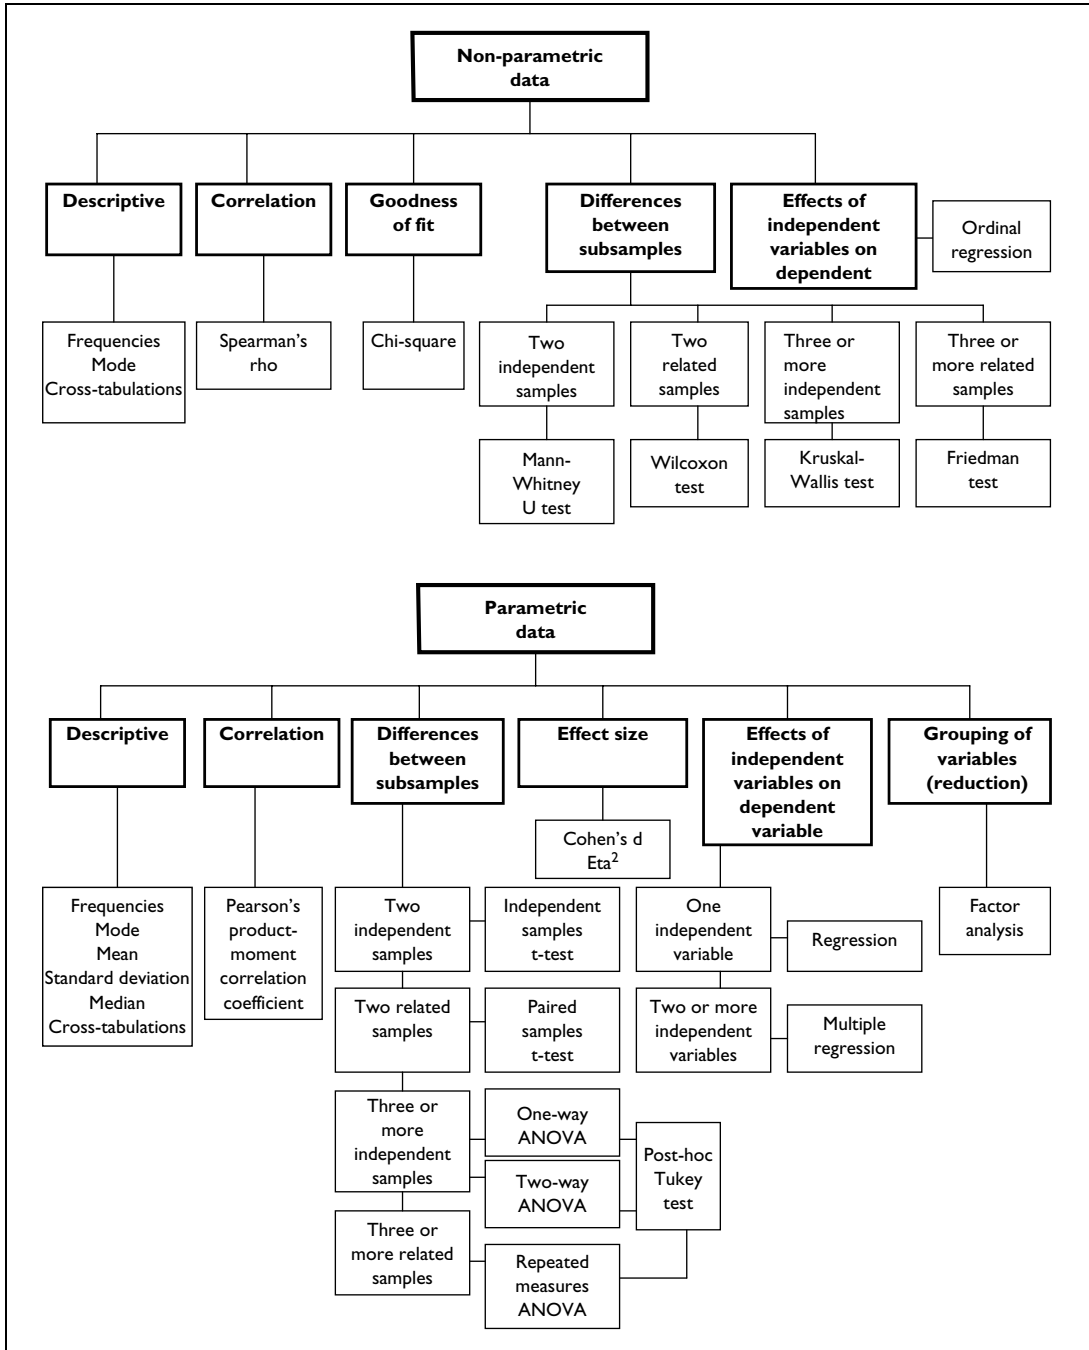 Non-parametric
data
Descriptive
Correlation
Goodness
of fit
Differences
between
subsamples
Effects of
independent
variables on
dependent
Ordinal
regression
Frequencies
Mode
Cross-tabulations
Spearman's
rho
Chi-square
Two
independent
samples
Two
related
samples
Three or
more
independent
samples
Three or
more related
samples
Mann-
Whitney
U test
Wilcoxon
test
Kruskal-
Wallis test
Friedman
test
Parametric
data
Descriptive
Correlation
Differences
between
subsamples
Effect size
Effects of
independent
variables on
dependent
variable
Grouping of
variables
(reduction)
Cohen's d
Eta²
Frequencies
Mode
Mean
Standard deviation
Median
Cross-tabulations
Pearson's
product-
moment
correlation
coefficient
Two
independent
samples
Independent
samples
t-test
One
independent
variable
Regression
Factor
analysis
Two related
samples
Paired
samples
t-test
Two or more
independent
variables
Multiple
regression
Three or
more
independent
samples
One-way
ANOVA
Two-way
ANOVA
Post-hoc
Tukey
test
Three or
more related
samples
Repeated
measures
ANOVA